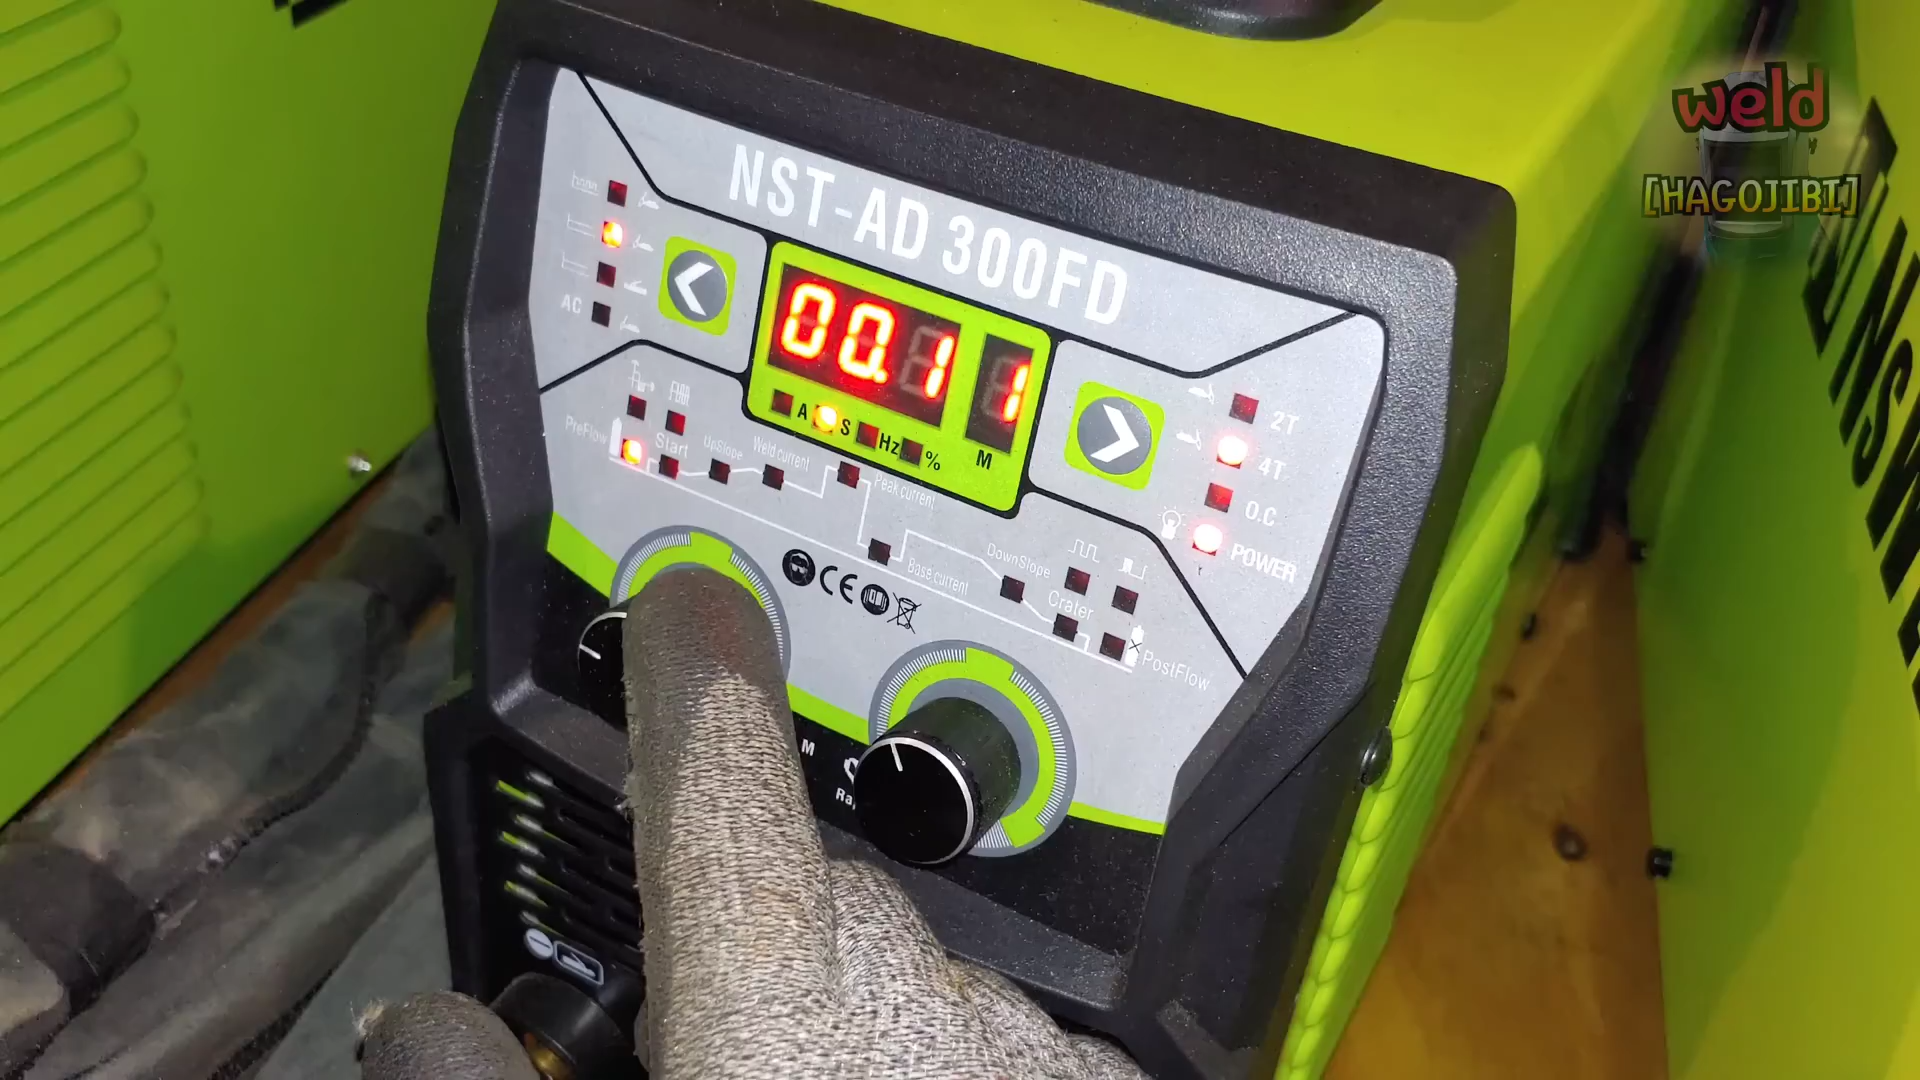 weld
[HAGOJIBI]
NST-AD 300FD
AC
00.1 1
A S Hz % M
2T
4T
O.C
POWER
PreFlow
Start
UpSlope
Weld current
Peak current
Base current
DownSlope
Crater
PostFlow
CE
M